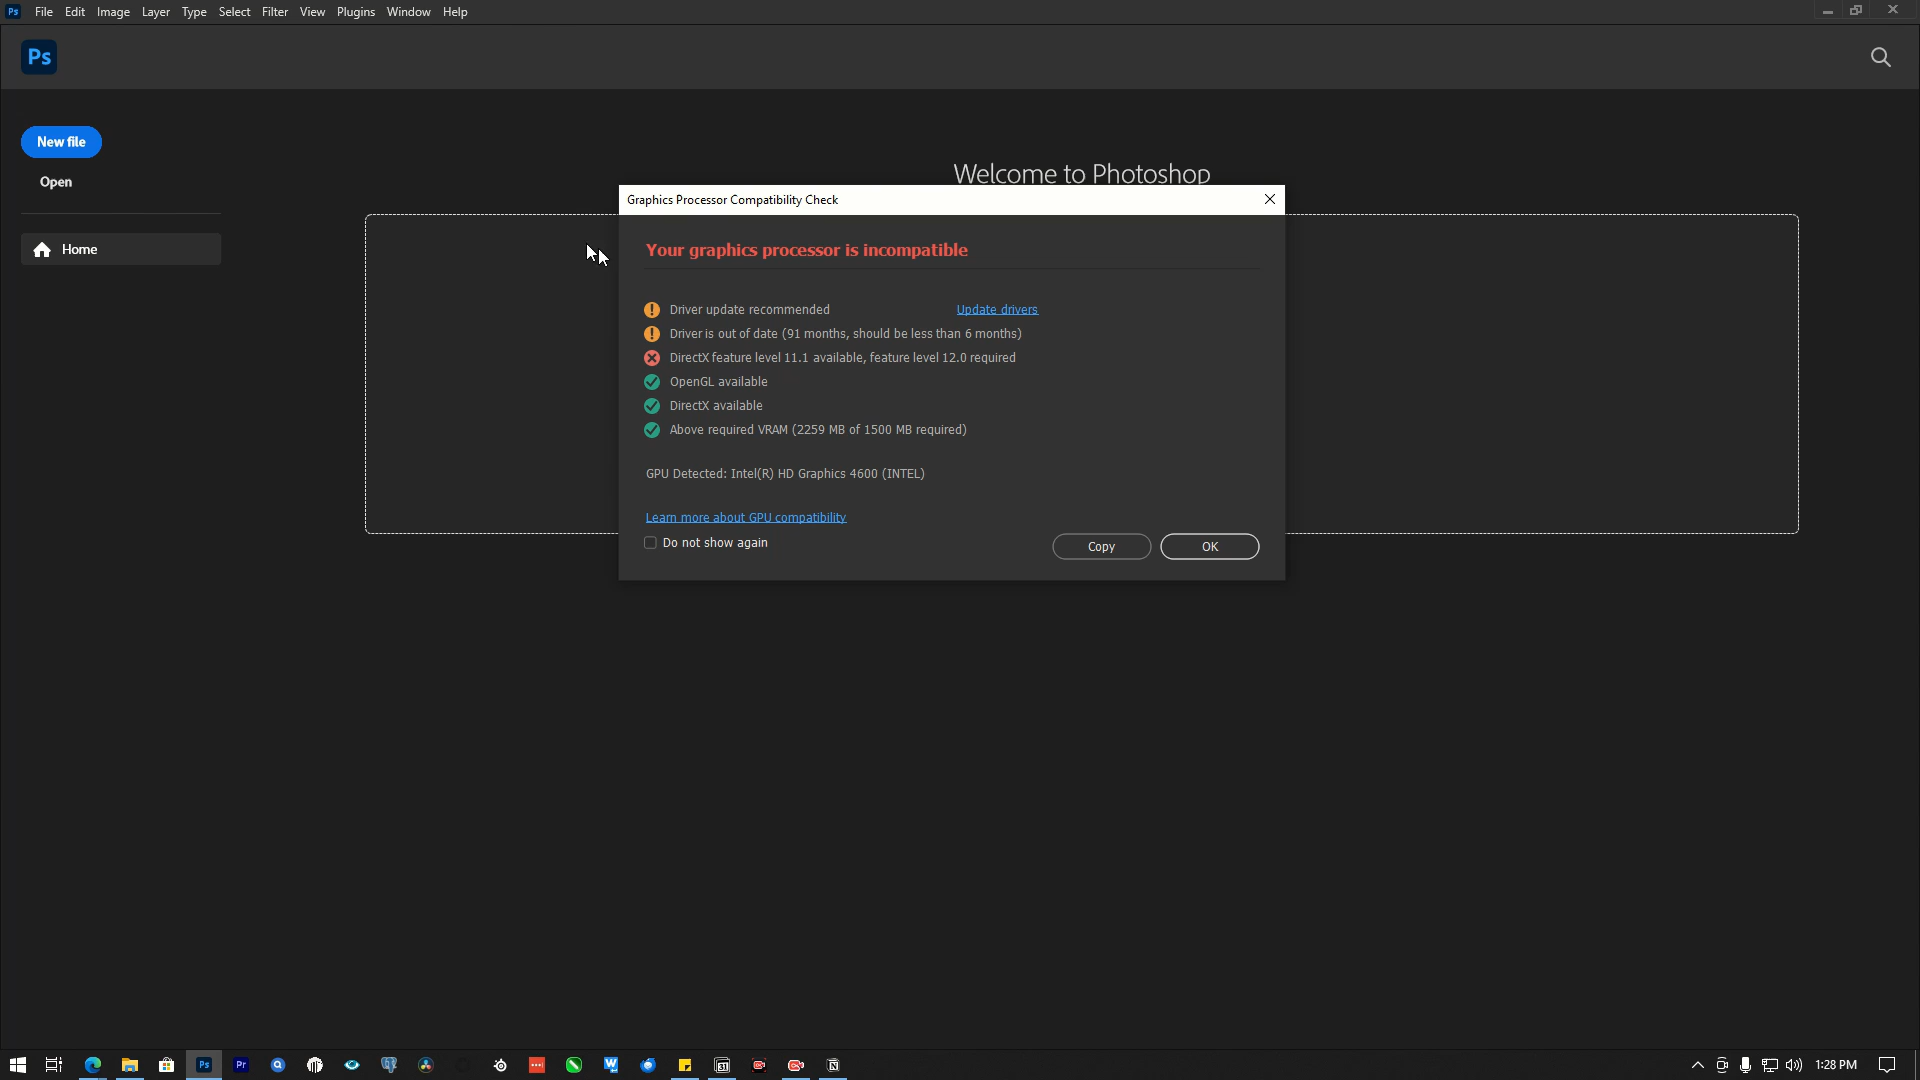 Ps File Edit Image Layer Type Select Filter View Plugins Window Help
Ps
New file
Open
Home
Welcome to Photoshop
Graphics Processor Compatibility Check
Your graphics processor is incompatible
Driver update recommended Update drivers
Driver is out of date (91 months, should be less than 6 months)
DirectX feature level 11.1 available, feature level 12.0 required
OpenGL available
DirectX available
Above required VRAM (2259 MB of 1500 MB required)
GPU Detected: Intel(R) HD Graphics 4600 (INTEL)
Learn more about GPU compatibility
Do not show again
Copy OK
Ps Pr W 31 N 1:28 PM